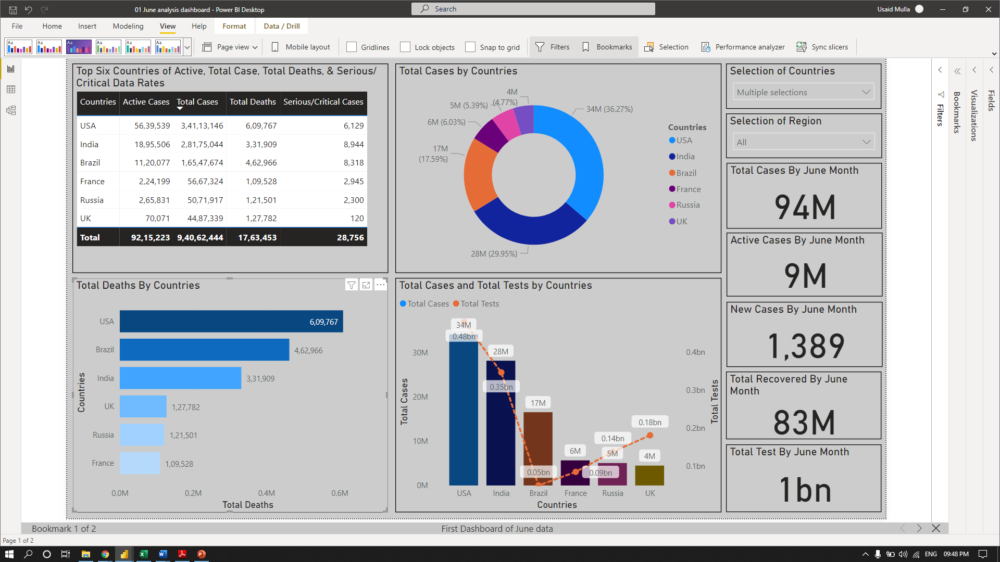 01 June analysis dashboard - Power BI Desktop
Search
Usaid Mulla
File Home Insert Modeling View Help Format Data / Drill
Aa Aa Aa Aa Aa Aa
Page view Mobile layout Gridlines Lock objects Snap to grid Filters Bookmarks Selection Performance analyzer Sync slicers
Top Six Countries of Active, Total Case, Total Deaths, & Serious/
Critical Data Rates
Countries Active Cases Total Cases Total Deaths Serious/Critical Cases
USA 56,39,539 3,41,13,146 6,09,767 6,129
India 18,95,506 2,81,75,044 3,31,909 8,944
Brazil 11,20,077 1,65,47,674 4,62,966 8,318
France 2,24,199 56,67,324 1,09,528 2,945
Russia 2,65,831 50,71,917 1,21,501 2,300
UK 70,071 44,87,339 1,27,782 120
Total 92,15,223 9,40,62,444 17,63,453 28,756
Total Cases by Countries
4M
(4.77%)
5M (5.39%)
34M (36.27%)
6M (6.03%)
17M
(17.59%)
28M (29.95%)
Countries
USA
India
Brazil
France
Russia
UK
Selection of Countries
Multiple selections
Selection of Region
All
Total Cases By June Month
94M
Active Cases By June Month
9M
New Cases By June Month
1,389
Total Recovered By June
Month
83M
Total Test By June Month
1bn
Filters
Bookmarks
Visualizations
Fields
Total Deaths By Countries
Countries
USA 6,09,767
Brazil 4,62,966
India 3,31,909
UK 1,27,782
Russia 1,21,501
France 1,09,528
0.0M 0.2M 0.4M 0.6M
Total Deaths
Total Cases and Total Tests by Countries
Total Cases Total Tests
Total Cases
30M
20M
10M
0M
34M
0.48bn
28M
0.35bn
17M
0.05bn
6M
0.09bn
0.14bn
5M
0.18bn
4M
0.4bn
0.3bn
0.2bn
0.1bn
Total Tests
USA India Brazil France Russia UK
Countries
Bookmark 1 of 2
First Dashboard of June data
Page 1 of 2
ENG 09:48 PM